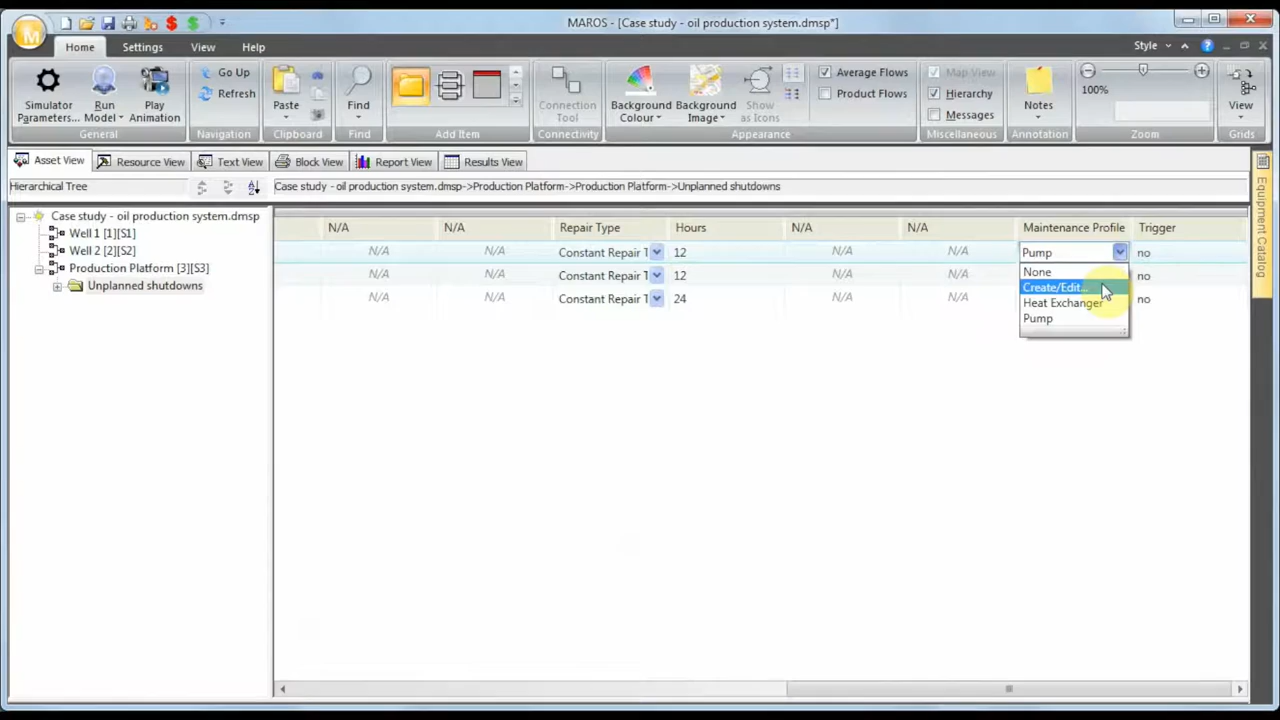 MAROS - [Case study - oil production system.dmsp*]
Home Settings View Help Style
Simulator Parameters... Run Model Play Animation Go Up Refresh Paste Find Connection Tool Background Colour Background Image Show as Icons Average Flows Product Flows Map View Hierarchy Messages Notes 100% View
General Navigation Clipboard Find Add Item Connectivity Appearance Miscellaneous Annotation Zoom Grids
Asset View Resource View Text View Block View Report View Results View
Hierarchical Tree Case study - oil production system.dmsp->Production Platform->Production Platform->Unplanned shutdowns
Equipment Catalog
Case study - oil production system.dmsp
Well 1 [1][S1]
Well 2 [2][S2]
Production Platform [3][S3]
Unplanned shutdowns
N/A N/A Repair Type Hours N/A N/A Maintenance Profile Trigger
N/A N/A Constant Repair T 12 N/A N/A Pump no
N/A N/A Constant Repair T 12 N/A N/A no
N/A N/A Constant Repair T 24 N/A N/A no
None
Create/Edit...
Heat Exchanger
Pump